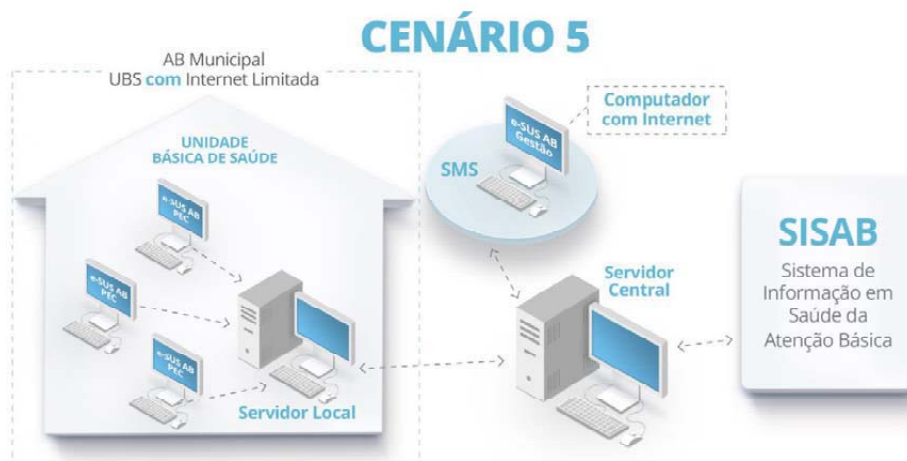 CENÁRIO 5
AB Municipal
UBS com Internet Limitada
UNIDADE
BÁSICA DE SAÚDE
e-SUS AB
PEC
e-SUS AB
PEC
e-SUS AB
PEC
Servidor Local
Computador
com Internet
e-SUS AB
Gestão
SMS
Servidor
Central
SISAB
Sistema de
Informação em
Saúde da
Atenção Básica